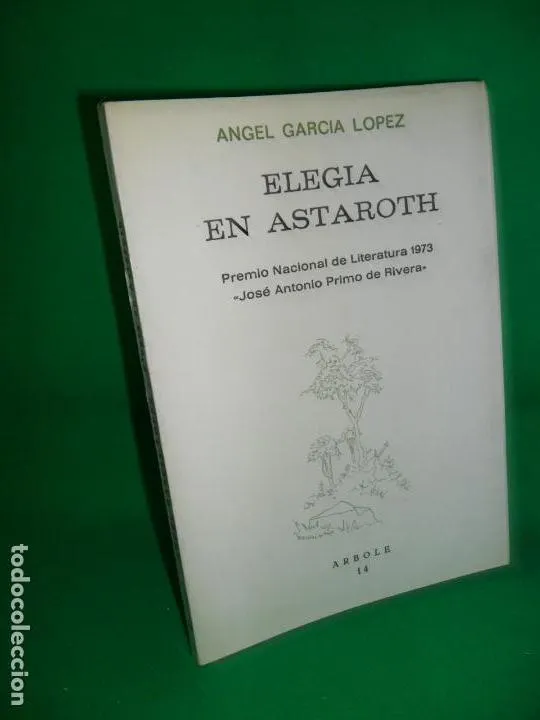 ANGEL GARCIA LOPEZ
ELEGIA
EN ASTAROTH
Premio Nacional de Literatura 1973
«José Antonio Primo de Rivera»
ARBOLE
14
todocoleccion